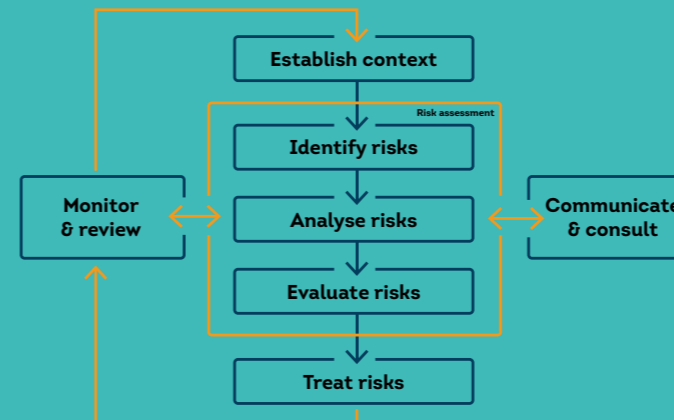 Establish context
Risk assessment
Identify risks
Monitor
& review
Analyse risks
Communicate
& consult
Evaluate risks
Treat risks